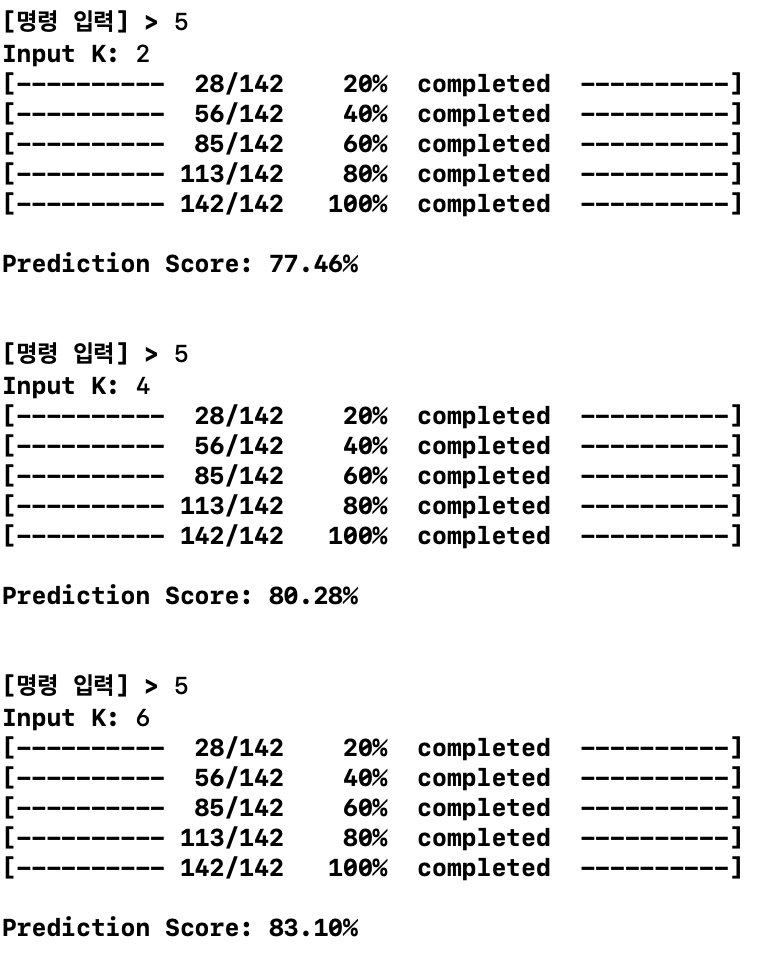 [명령 입력] > 5
Input K: 2
[----------  28/142    20%  completed  ----------]
[----------  56/142    40%  completed  ----------]
[----------  85/142    60%  completed  ----------]
[---------- 113/142    80%  completed  ----------]
[---------- 142/142   100%  completed  ----------]
Prediction Score: 77.46%
[명령 입력] > 5
Input K: 4
[----------  28/142    20%  completed  ----------]
[----------  56/142    40%  completed  ----------]
[----------  85/142    60%  completed  ----------]
[---------- 113/142    80%  completed  ----------]
[---------- 142/142   100%  completed  ----------]
Prediction Score: 80.28%
[명령 입력] > 5
Input K: 6
[----------  28/142    20%  completed  ----------]
[----------  56/142    40%  completed  ----------]
[----------  85/142    60%  completed  ----------]
[---------- 113/142    80%  completed  ----------]
[---------- 142/142   100%  completed  ----------]
Prediction Score: 83.10%